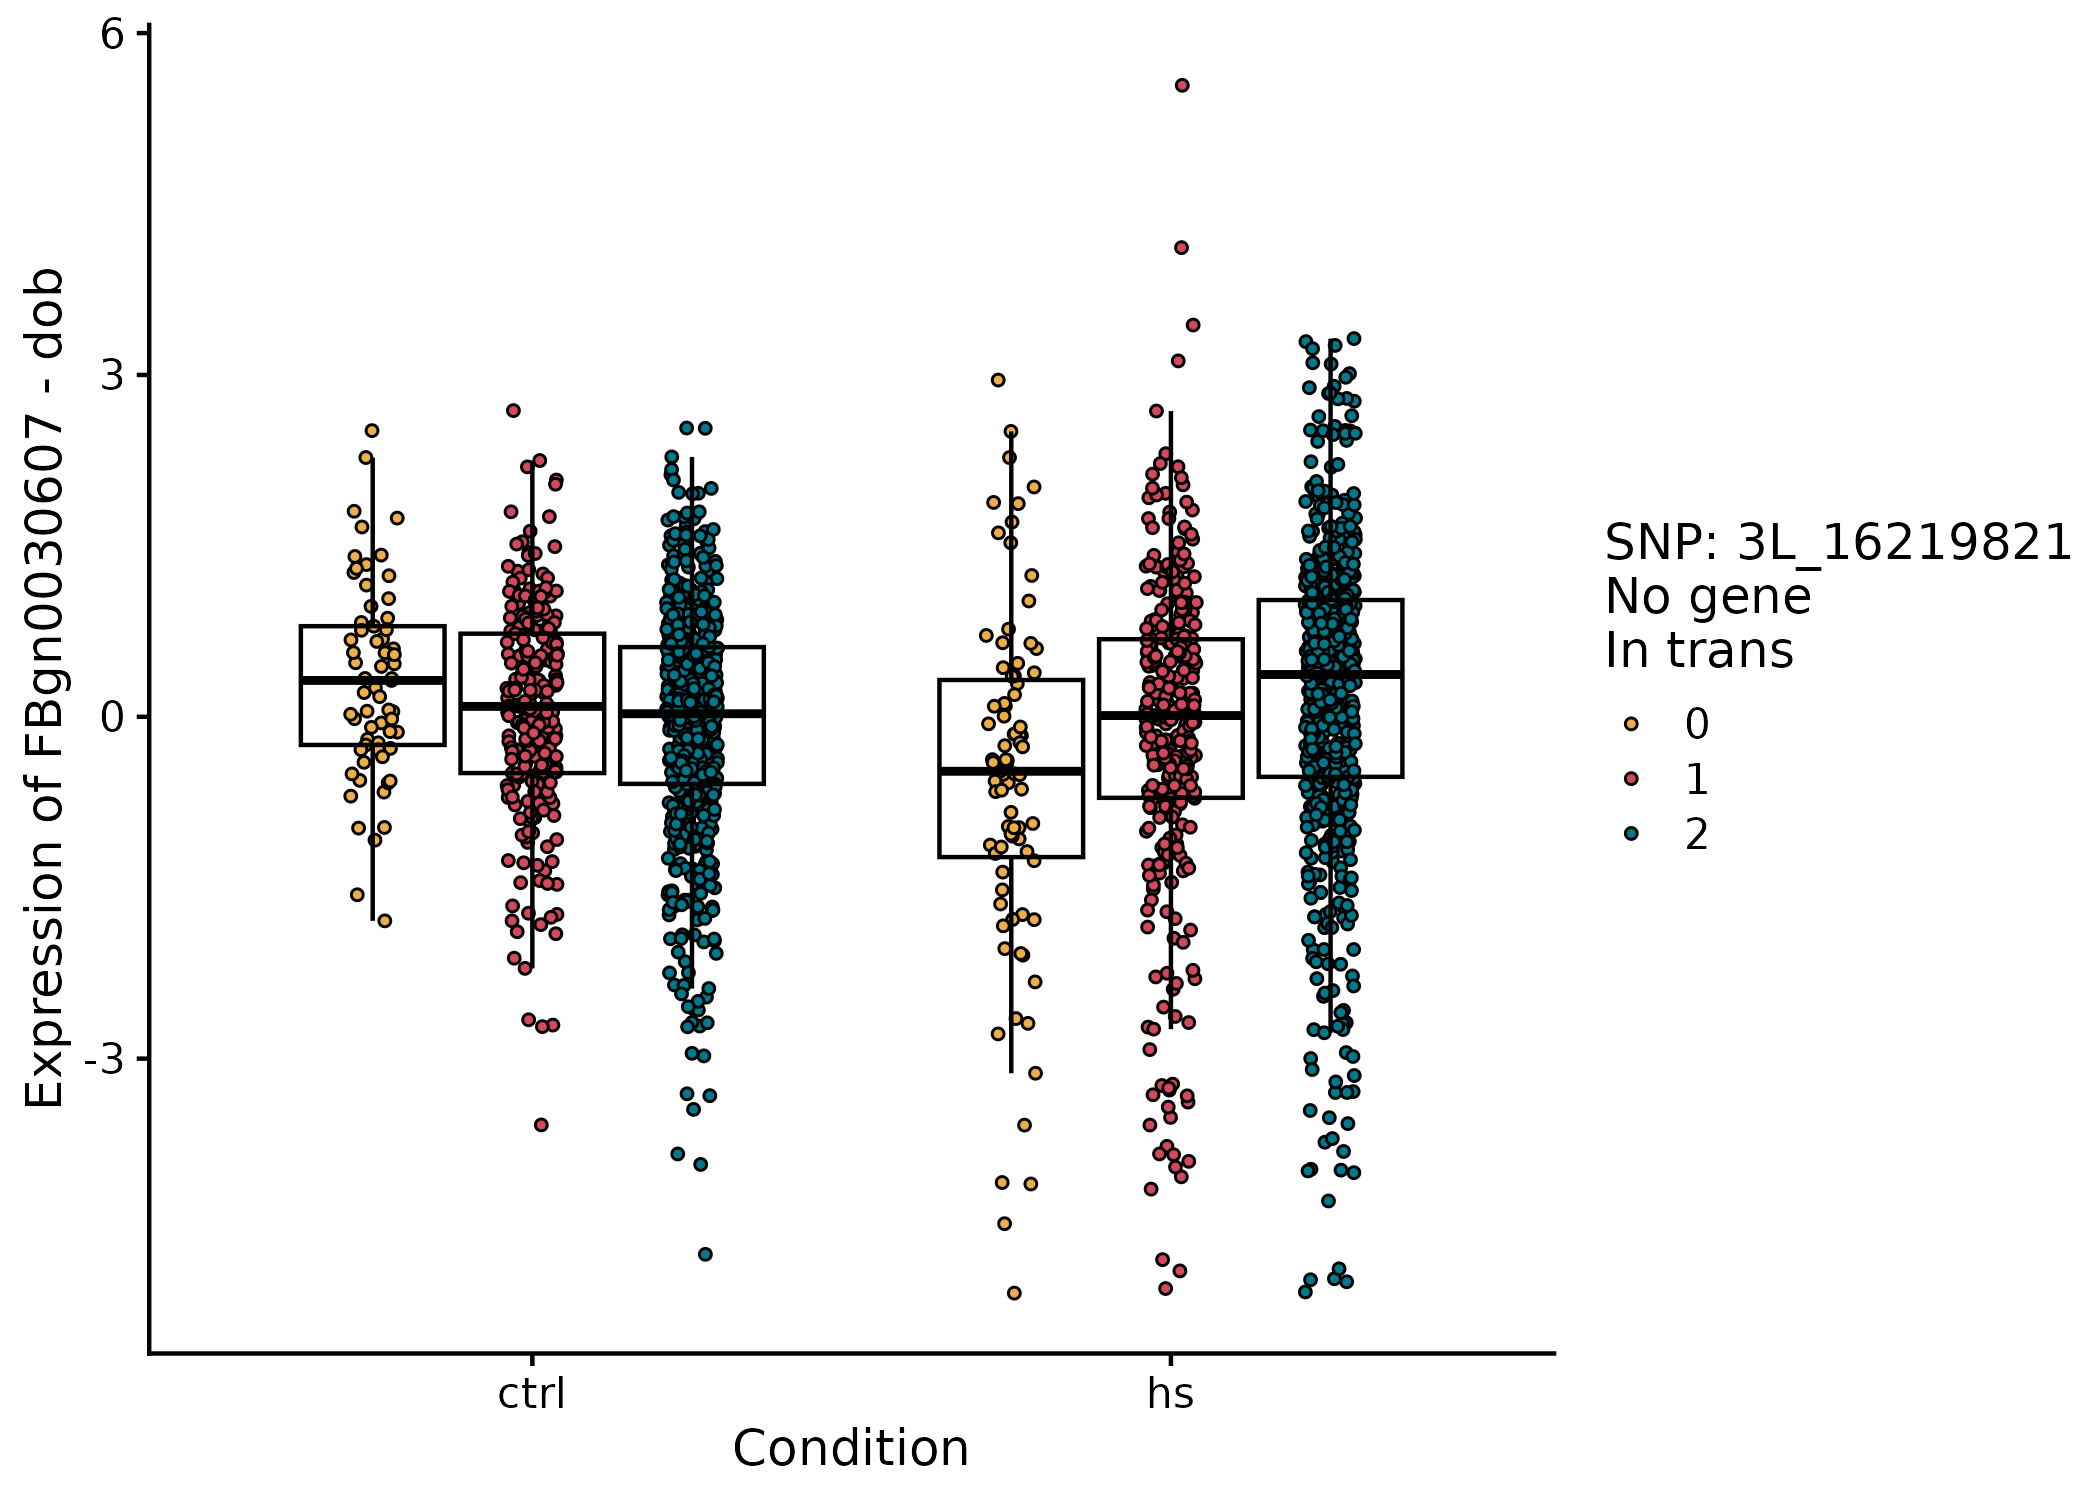 6
3
0
-3
Expression of FBgn0030607 - dob
ctrl
hs
Condition
SNP: 3L_16219821
No gene
In trans
0
1
2